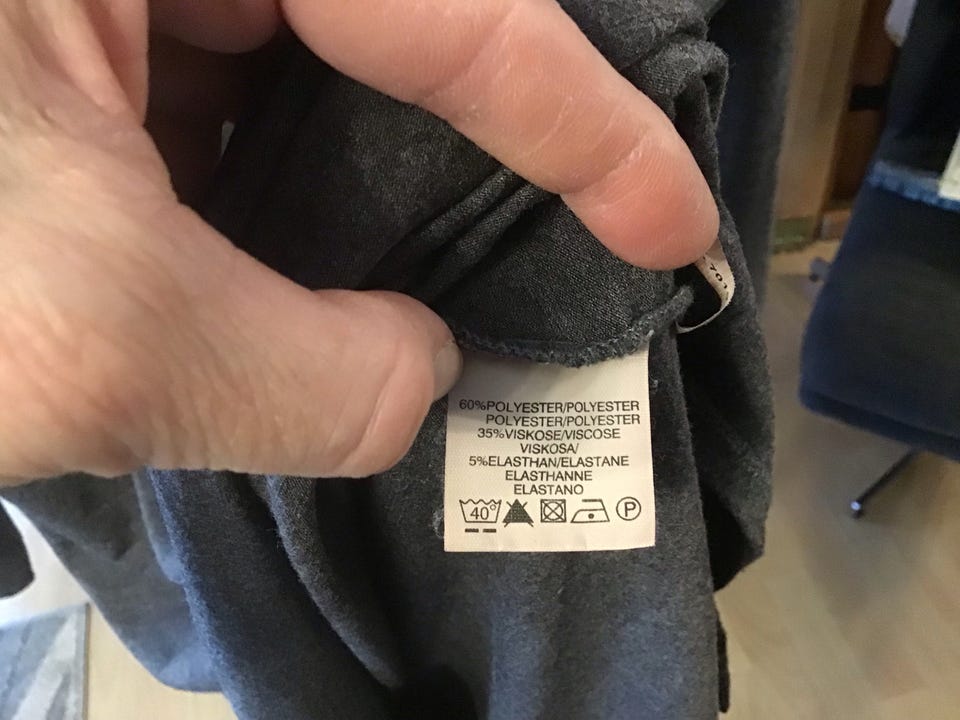 60%POLYESTER/POLYESTER
POLYESTER/POLYESTER
35%VISKOSE/VISCOSE
VISKOSA/
5%ELASTHAN/ELASTANE
ELASTHANNE
ELASTANO
40° P